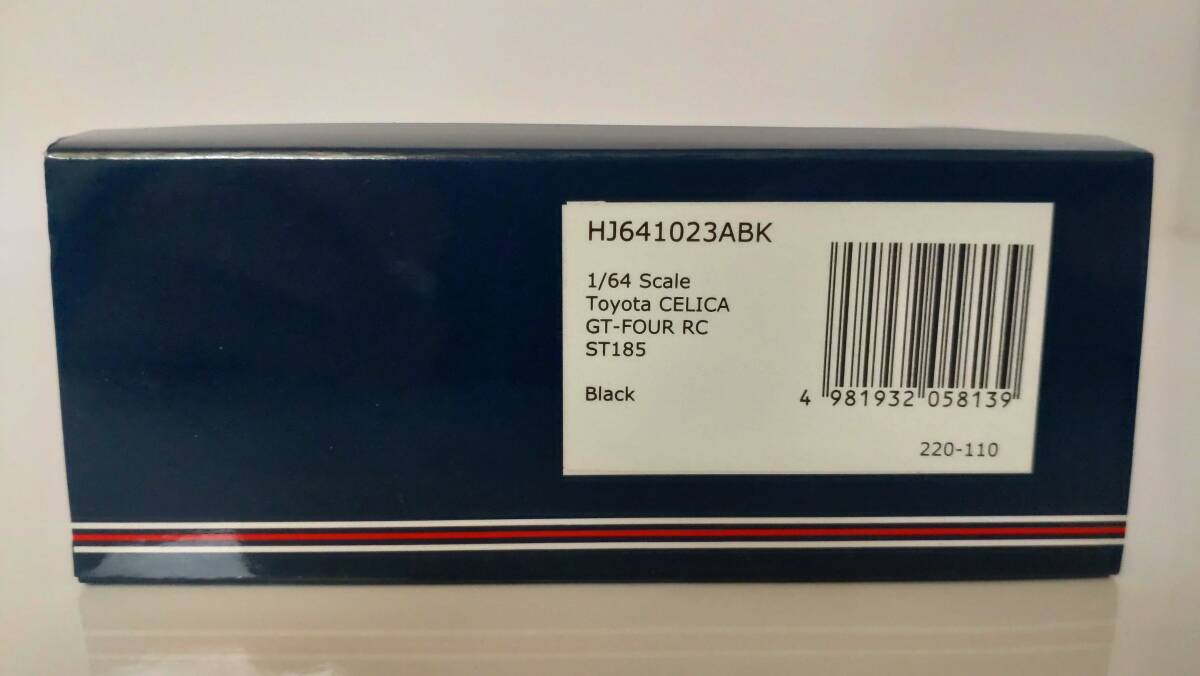 HJ641023ABK
1/64 Scale
Toyota CELICA
GT-FOUR RC
ST185
Black
4 981932 058139
220-110